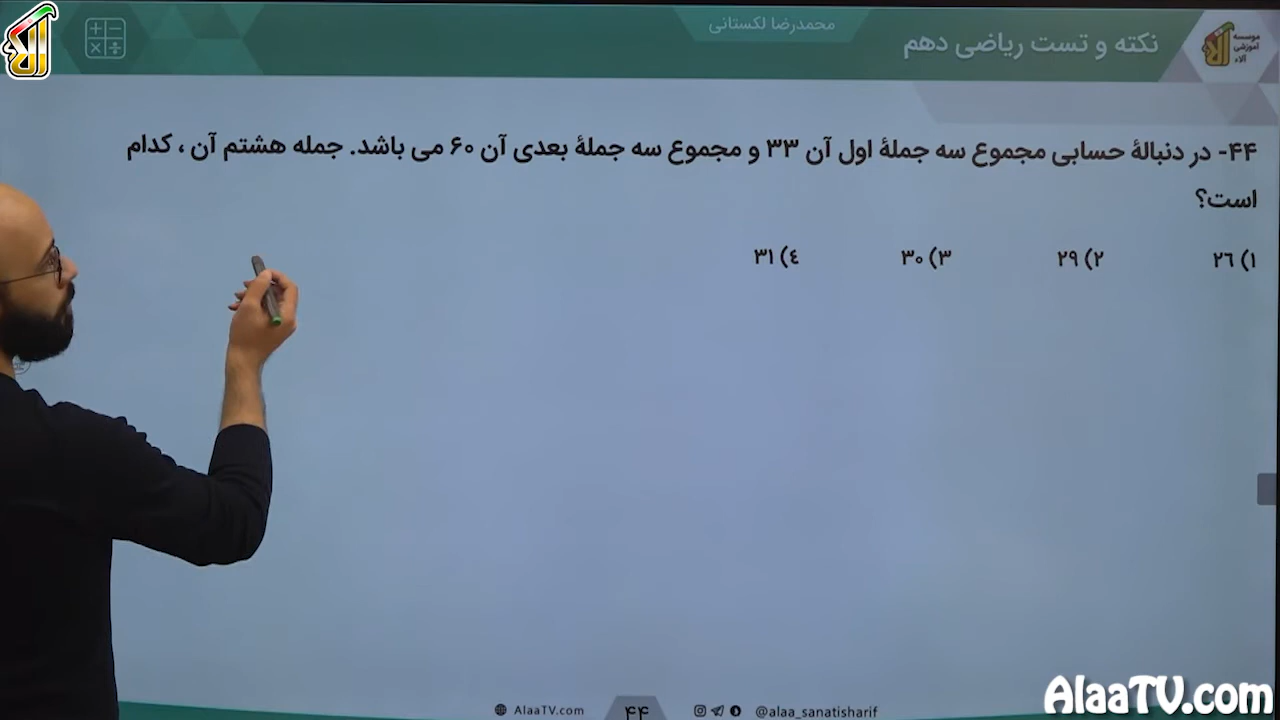 محمدرضا لکستانی
نکته و تست ریاضی دهم
موسسه
آموزشی
آلاء
۴۴- در دنبالهٔ حسابی مجموع سه جملهٔ اول آن ۳۳ و مجموع سه جملهٔ بعدی آن ۶۰ می باشد. جمله هشتم آن ، کدام
است؟
۱) ۲۶ ۲) ۲۹ ۳) ۳۰ ۴) ۳۱
AlaaTV.com
۴۴
@alaa_sanatisharif
AlaaTV.com